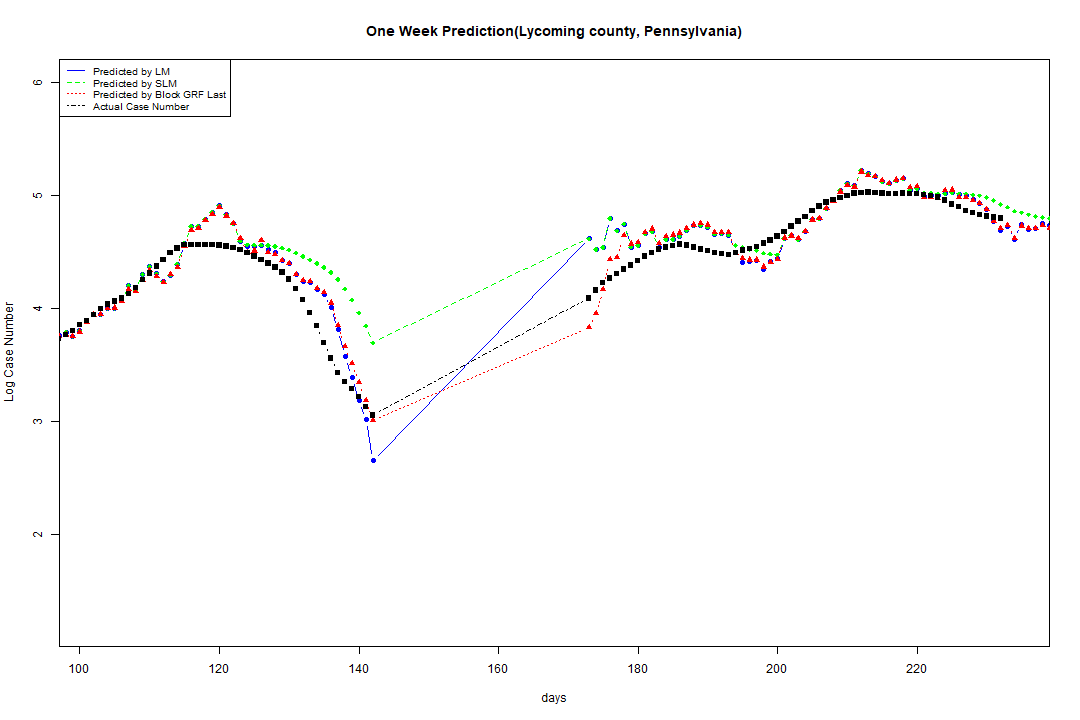 One Week Prediction(Lycoming county, Pennsylvania)
Predicted by LM
Predicted by SLM
Predicted by Block GRF Last
Actual Case Number
6
5
4
3
2
Log Case Number
100 120 140 160 180 200 220
days